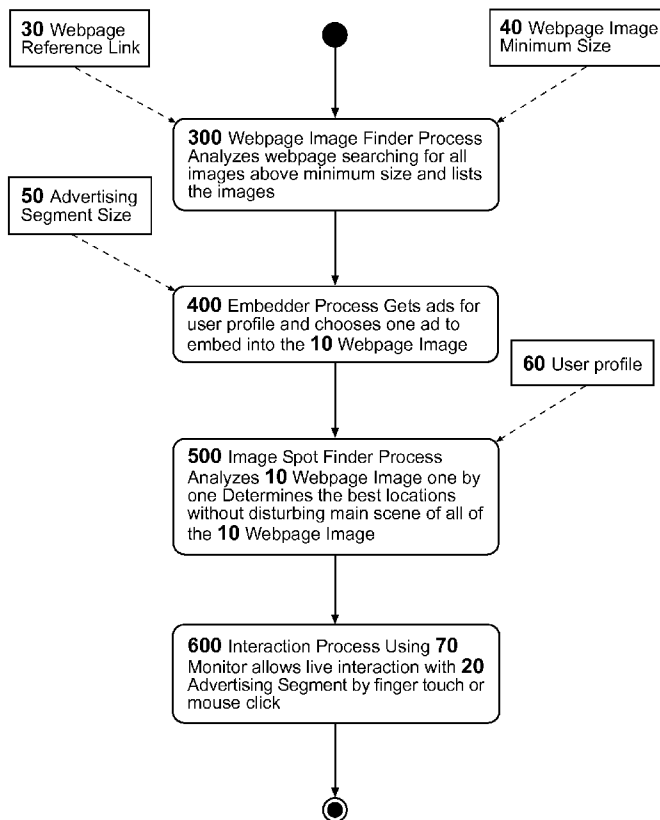 30 Webpage
Reference Link
40 Webpage Image
Minimum Size
300 Webpage Image Finder Process
Analyzes webpage searching for all
images above minimum size and lists
the images
50 Advertising
Segment Size
400 Embedder Process Gets ads for
user profile and chooses one ad to
embed into the 10 Webpage Image
60 User profile
500 Image Spot Finder Process
Analyzes 10 Webpage Image one by
one Determines the best locations
without disturbing main scene of all of
the 10 Webpage Image
600 Interaction Process Using 70
Monitor allows live interaction with 20
Advertising Segment by finger touch or
mouse click